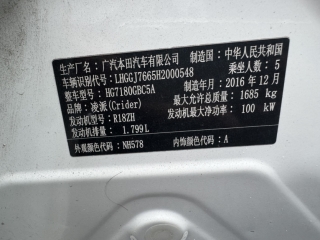 生产厂名：广汽本田汽车有限公司 制造国：中华人民共和国
车辆识别代号：LHGGJ7665H2000548 乘坐人数：5
整车型号：HG7180GBC5A 制造年月：2016年12月
品牌：凌派(Crider) 最大允许总质量：1685 kg
发动机型号：R18ZH 发动机最大净功率：100 kW
发动机排量：1.799L
外观颜色代码：NH578 内饰颜色代码：A